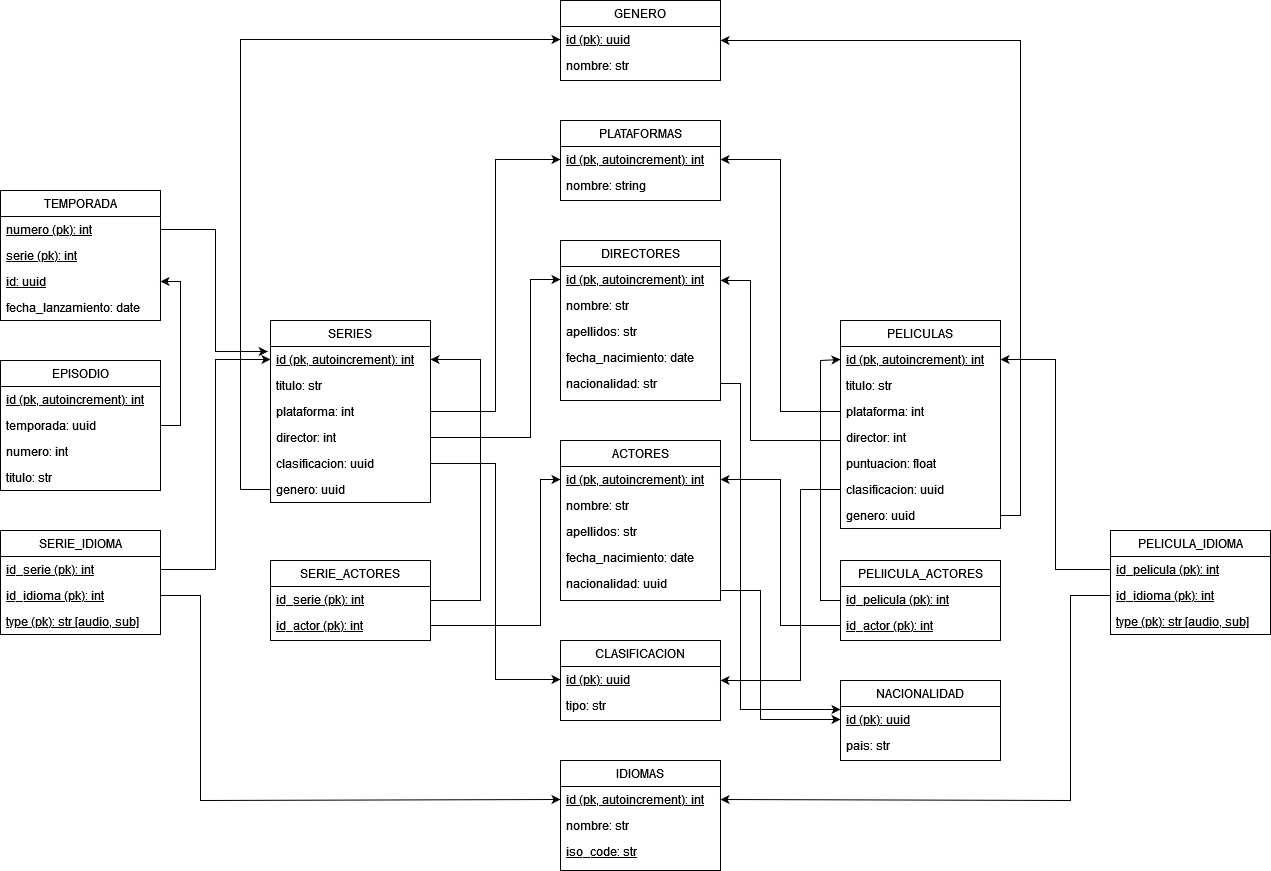 GENERO
id (pk): uuid
nombre: str
PLATAFORMAS
id (pk, autoincrement): int
nombre: string
TEMPORADA
numero (pk): int
serie (pk): int
id: uuid
fecha_lanzamiento: date
DIRECTORES
id (pk, autoincrement): int
nombre: str
apellidos: str
fecha_nacimiento: date
nacionalidad: str
SERIES
id (pk, autoincrement): int
titulo: str
plataforma: int
director: int
clasificacion: uuid
genero: uuid
PELICULAS
id (pk, autoincrement): int
titulo: str
plataforma: int
director: int
puntuacion: float
clasificacion: uuid
genero: uuid
EPISODIO
id (pk, autoincrement): int
temporada: uuid
numero: int
titulo: str
ACTORES
id (pk, autoincrement): int
nombre: str
apellidos: str
fecha_nacimiento: date
nacionalidad: uuid
SERIE_IDIOMA
id_serie (pk): int
id_idioma (pk): int
type (pk): str [audio, sub]
SERIE_ACTORES
id_serie (pk): int
id_actor (pk): int
PELIICULA_ACTORES
id_pelicula (pk): int
id_actor (pk): int
PELICULA_IDIOMA
id_pelicula (pk): int
id_idioma (pk): int
type (pk): str [audio, sub]
CLASIFICACION
id (pk): uuid
tipo: str
NACIONALIDAD
id (pk): uuid
pais: str
IDIOMAS
id (pk, autoincrement): int
nombre: str
iso_code: str